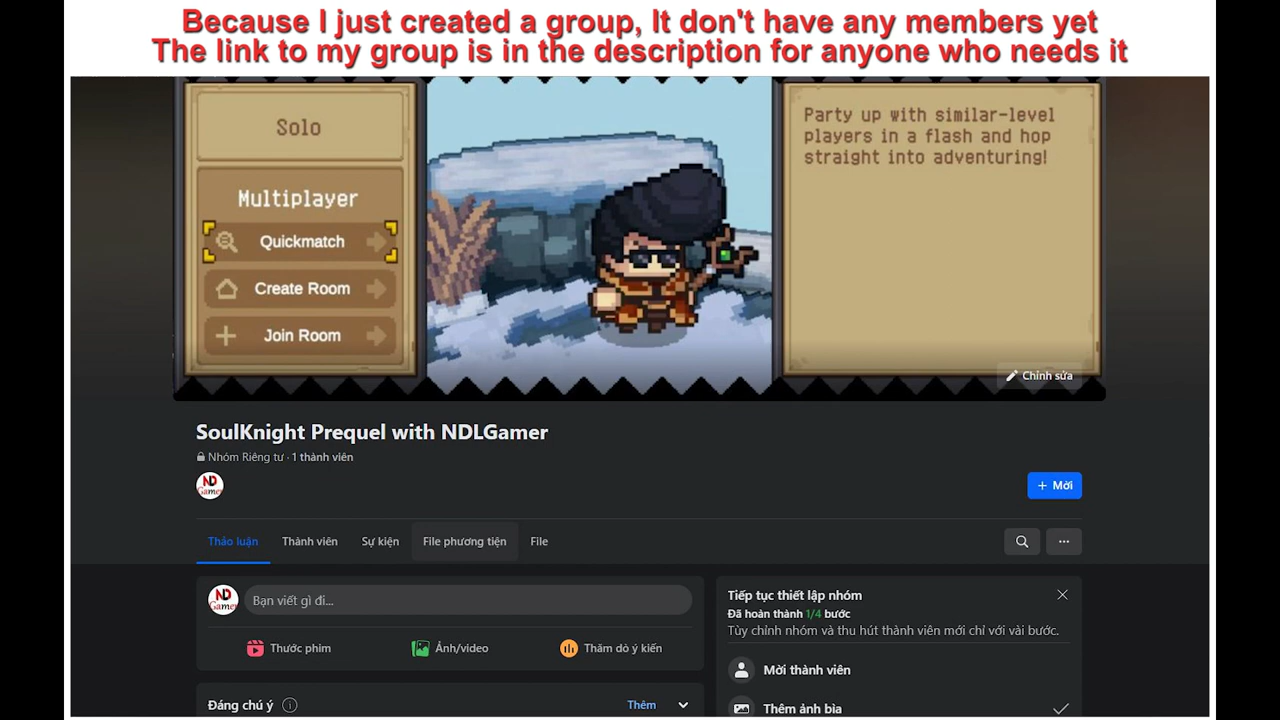 Because I just created a group, It don't have any members yet
The link to my group is in the description for anyone who needs it
Solo
Multiplayer
Quickmatch
Create Room
Join Room
Party up with similar-level
players in a flash and hop
straight into adventuring!
Chỉnh sửa
SoulKnight Prequel with NDLGamer
Nhóm Riêng tư · 1 thành viên
ND
Gamer
+ Mời
Thảo luận
Thành viên
Sự kiện
File phương tiện
File
ND
Gamer
Bạn viết gì đi...
Thước phim
Ảnh/video
Thăm dò ý kiến
Đáng chú ý
Thêm
Tiếp tục thiết lập nhóm
Đã hoàn thành 1/4 bước
Tùy chỉnh nhóm và thu hút thành viên mới chỉ với vài bước.
Mời thành viên
Thêm ảnh bìa